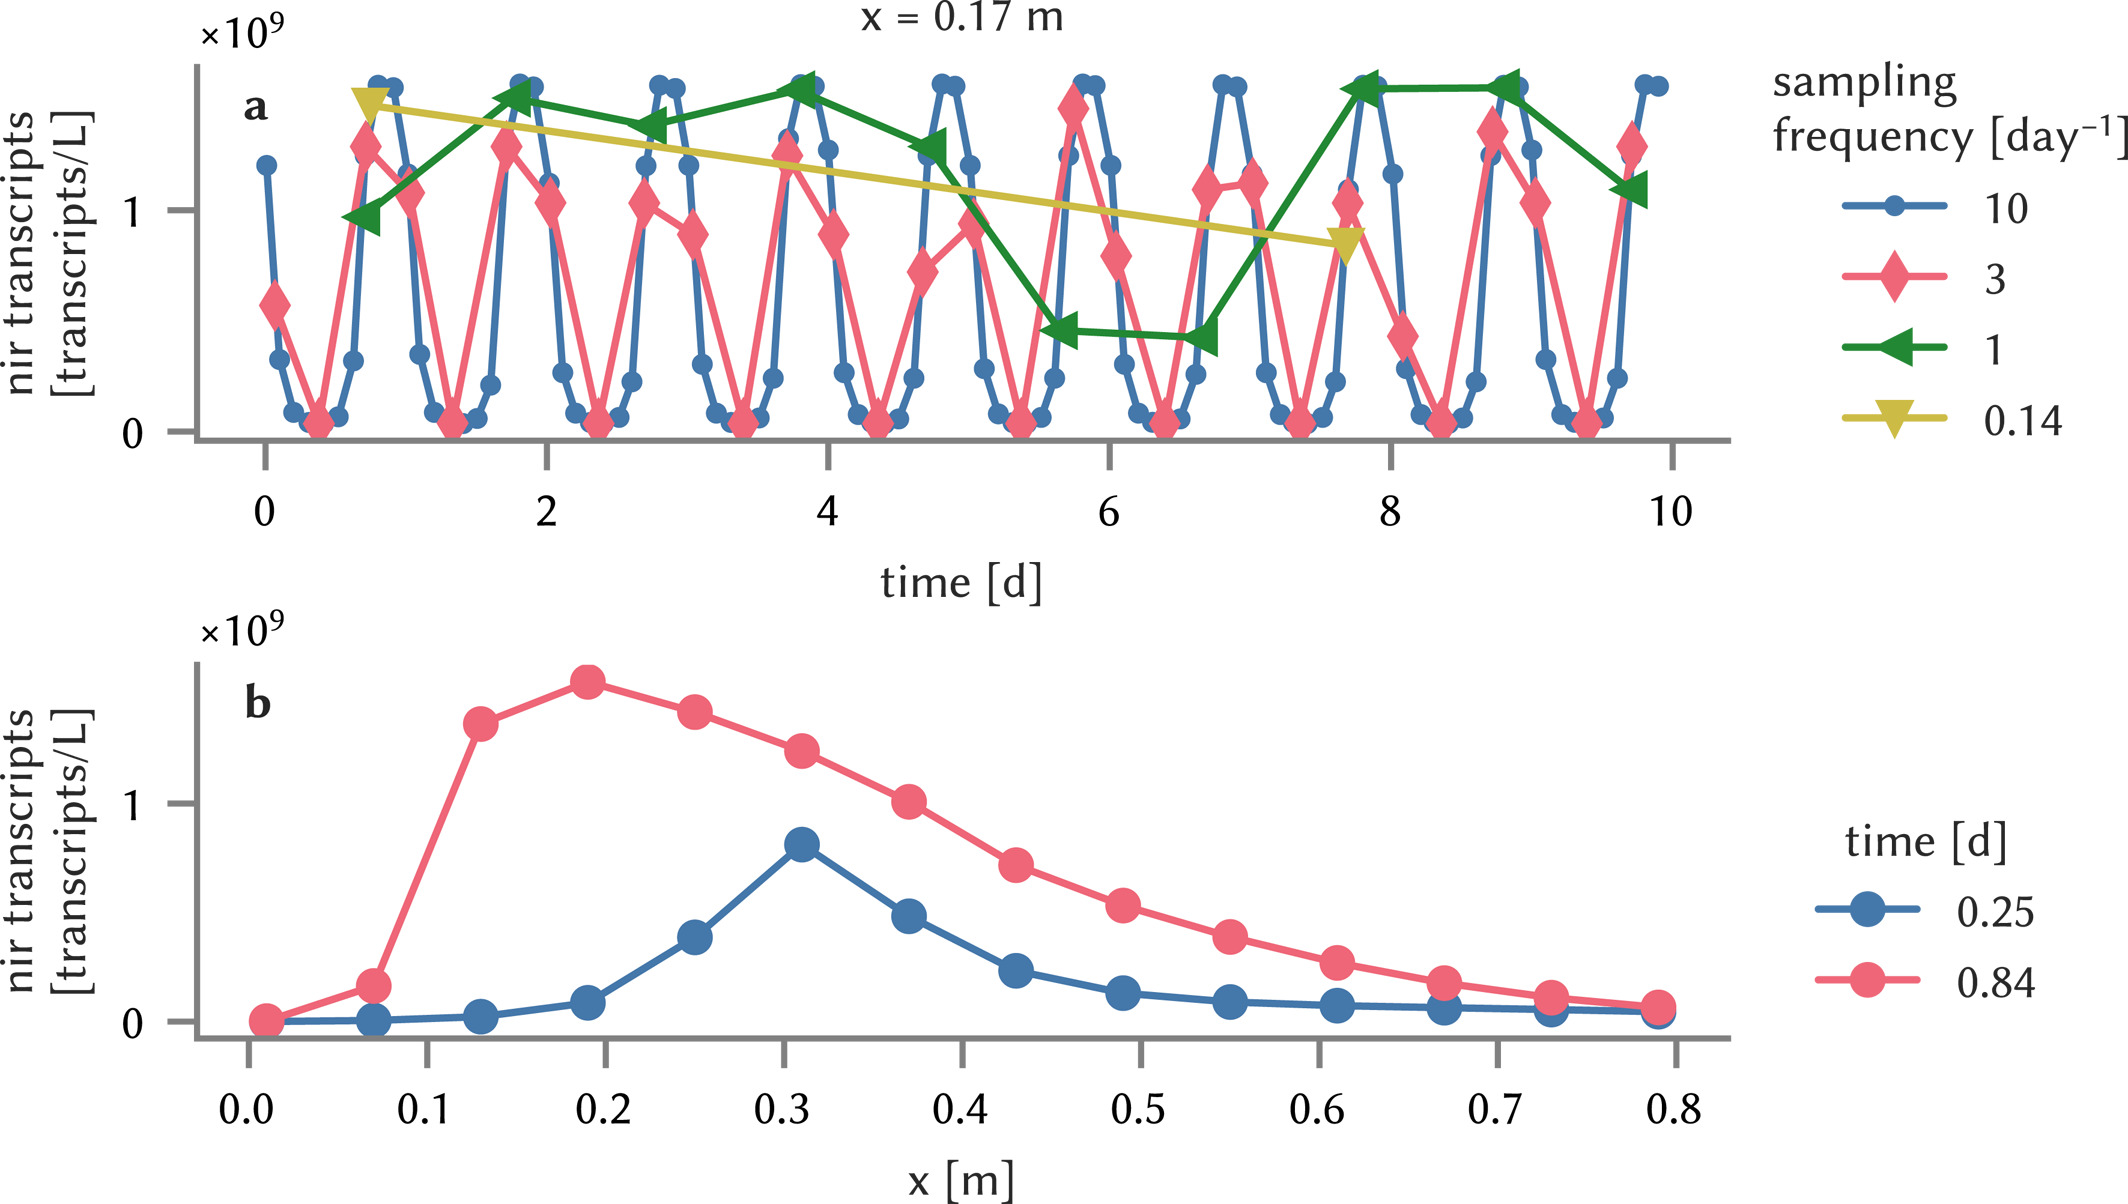 x = 0.17 m
×10⁹
a
nir transcripts
[transcripts/L]
1
0
0 2 4 6 8 10
time [d]
sampling
frequency [day⁻¹]
10
3
1
0.14
×10⁹
b
nir transcripts
[transcripts/L]
1
0
0.0 0.1 0.2 0.3 0.4 0.5 0.6 0.7 0.8
x [m]
time [d]
0.25
0.84